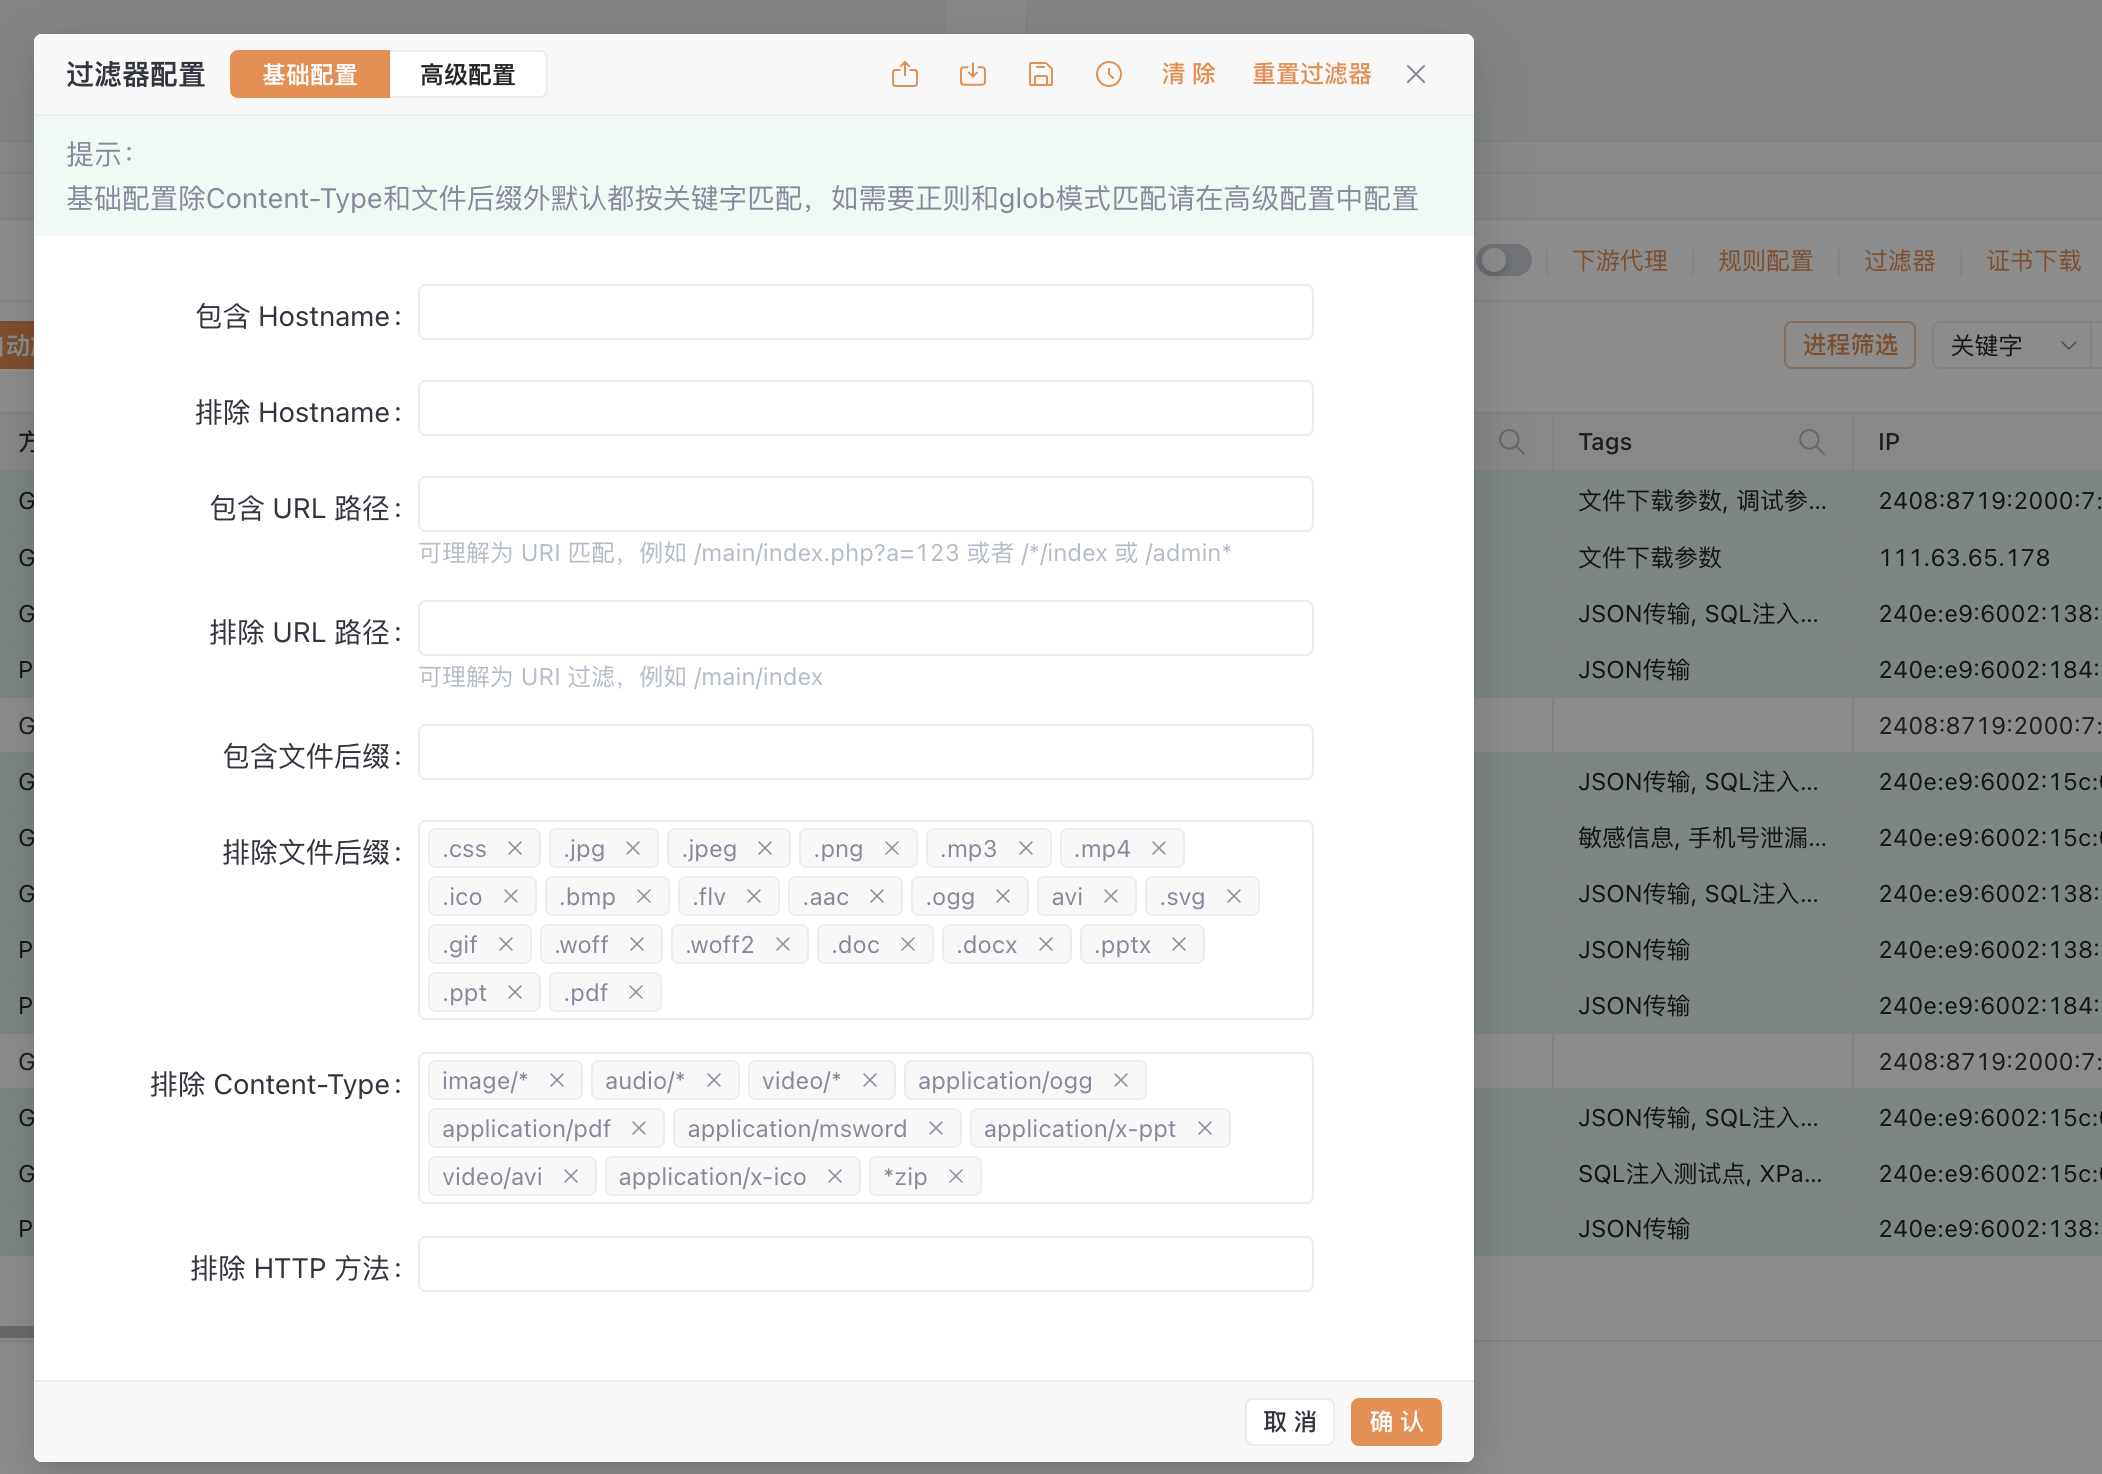 过滤器配置 基础配置 高级配置 清 除 重置过滤器
提示：
基础配置除Content-Type和文件后缀外默认都按关键字匹配，如需要正则和glob模式匹配请在高级配置中配置
下游代理 规则配置 过滤器 证书下载
包含 Hostname：
进程筛选 关键字
排除 Hostname：
Tags IP
包含 URL 路径：
可理解为 URI 匹配，例如 /main/index.php?a=123 或者 /*/index 或 /admin*
排除 URL 路径：
可理解为 URI 过滤，例如 /main/index
包含文件后缀：
排除文件后缀：
.css .jpg .jpeg .png .mp3 .mp4
.ico .bmp .flv .aac .ogg avi .svg
.gif .woff .woff2 .doc .docx .pptx
.ppt .pdf
排除 Content-Type：
image/* audio/* video/* application/ogg
application/pdf application/msword application/x-ppt
video/avi application/x-ico *zip
排除 HTTP 方法：
取 消 确 认
G 文件下载参数, 调试参... 2408:8719:2000:7:
G 文件下载参数 111.63.65.178
G JSON传输, SQL注入... 240e:e9:6002:138:
P JSON传输 240e:e9:6002:184:
G 2408:8719:2000:7:
G JSON传输, SQL注入... 240e:e9:6002:15c:
G 敏感信息, 手机号泄漏... 240e:e9:6002:15c:
G JSON传输, SQL注入... 240e:e9:6002:138:
P JSON传输 240e:e9:6002:138:
P JSON传输 240e:e9:6002:184:
G 2408:8719:2000:7:
G JSON传输, SQL注入... 240e:e9:6002:15c:
G SQL注入测试点, XPa... 240e:e9:6002:15c:
P JSON传输 240e:e9:6002:138: